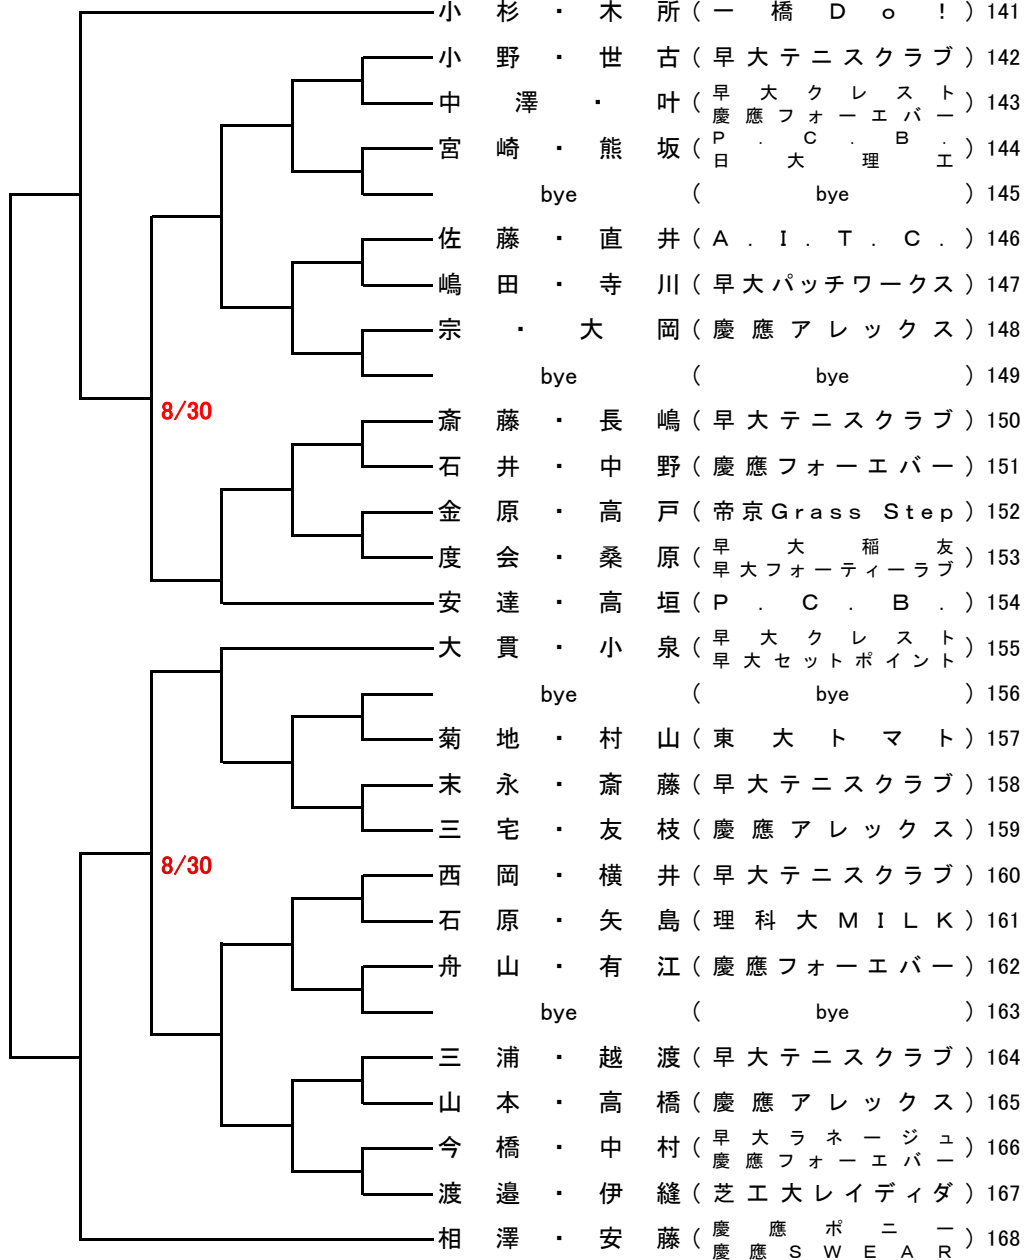 小杉・木所（一橋Do!）141
小野・世古（早大テニスクラブ）142
中澤・叶（早大クレスト 慶應フォーエバー）143
宮崎・熊坂（P.C.B. 日大理工）144
bye（bye）145
佐藤・直井（A.I.T.C.）146
嶋田・寺川（早大パッチワークス）147
宗・大岡（慶應アレックス）148
bye（bye）149
8/30
斎藤・長嶋（早大テニスクラブ）150
石井・中野（慶應フォーエバー）151
金原・高戸（帝京Grass Step）152
度会・桑原（早大稲友 早大フォーティーラブ）153
安達・高垣（P.C.B.）154
大貫・小泉（早大クレスト 早大セットポイント）155
bye（bye）156
菊地・村山（東大トマト）157
末永・斎藤（早大テニスクラブ）158
三宅・友枝（慶應アレックス）159
8/30
西岡・横井（早大テニスクラブ）160
石原・矢島（理科大MILK）161
舟山・有江（慶應フォーエバー）162
bye（bye）163
三浦・越渡（早大テニスクラブ）164
山本・高橋（慶應アレックス）165
今橋・中村（早大ラネージュ 慶應フォーエバー）166
渡邉・伊縫（芝工大レイディダ）167
相澤・安藤（慶應ポニー 慶應SWEAR）168